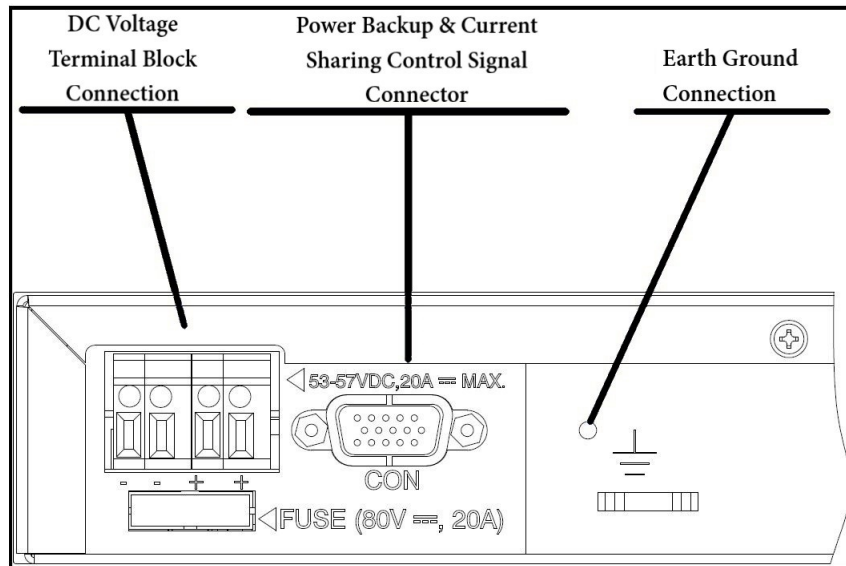 DC Voltage
Terminal Block
Connection
Power Backup & Current
Sharing Control Signal
Connector
Earth Ground
Connection
53-57VDC,20A ⎓ MAX.
CON
- - + +
FUSE (80V ⎓, 20A)